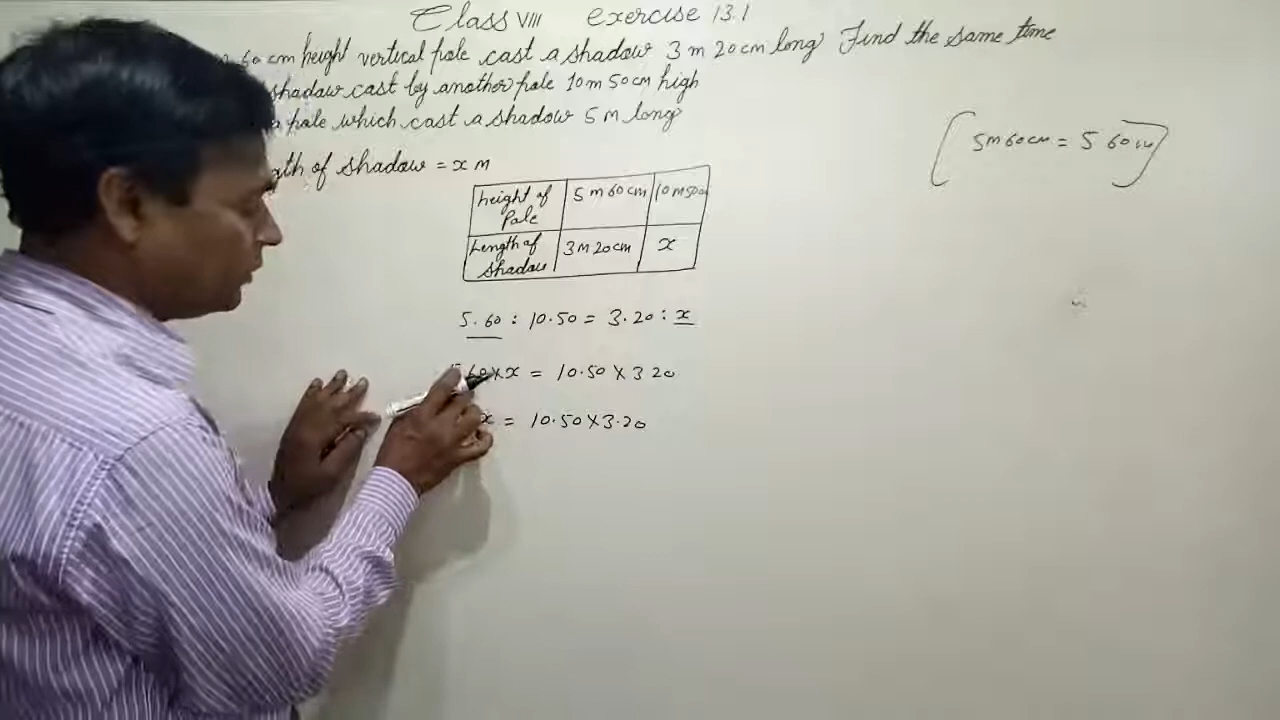 Class VIII exercise 13.1
60 cm height vertical pole cast a shadow 3 m 20 cm long Find the same time
shadow cast by another pole 10 m 50 cm high
a pole which cast a shadow 5 m long
of shadow = x m
5 m 60 cm =
height of Pole 5 m 60 cm
Length of shadow 3 m 20 cm x
5.60 : 10.50 = 3.20 : x
60 × x = 10.50 × 3 20
x = 10.50 × 3.20